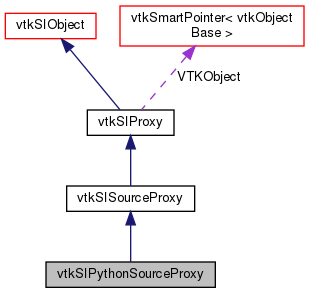 vtkSIObject
vtkSmartPointer< vtkObject
Base >
VTKObject
vtkSIProxy
vtkSISourceProxy
vtkSIPythonSourceProxy